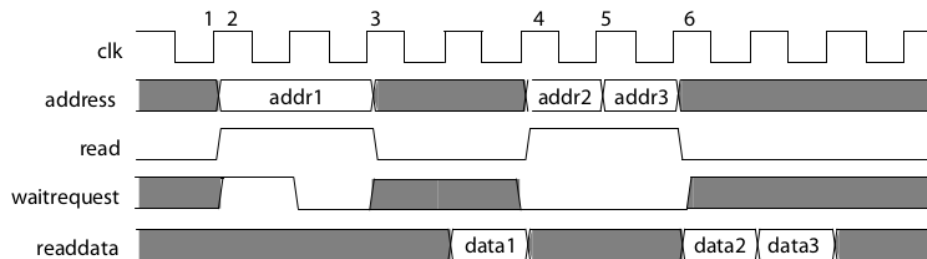 1 2 3 4 5 6
clk
address addr1 addr2 addr3
read
waitrequest
readdata data1 data2 data3